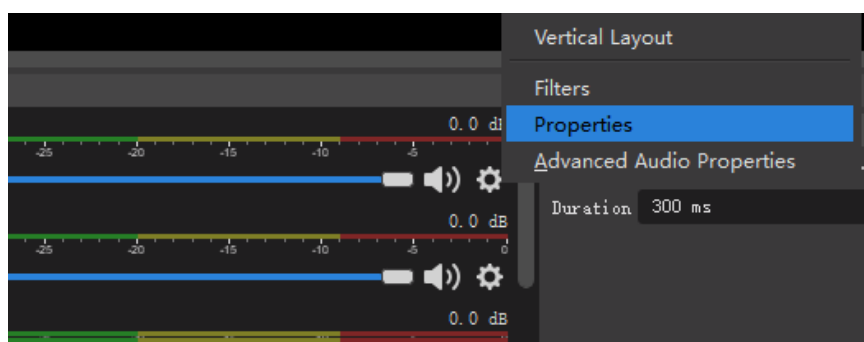 Vertical Layout
Filters
0.0 dB
Properties
-25 -20 -15 -10 -5
Advanced Audio Properties
Duration 300 ms
0.0 dB
-25 -20 -15 -10 -5 0
0.0 dB